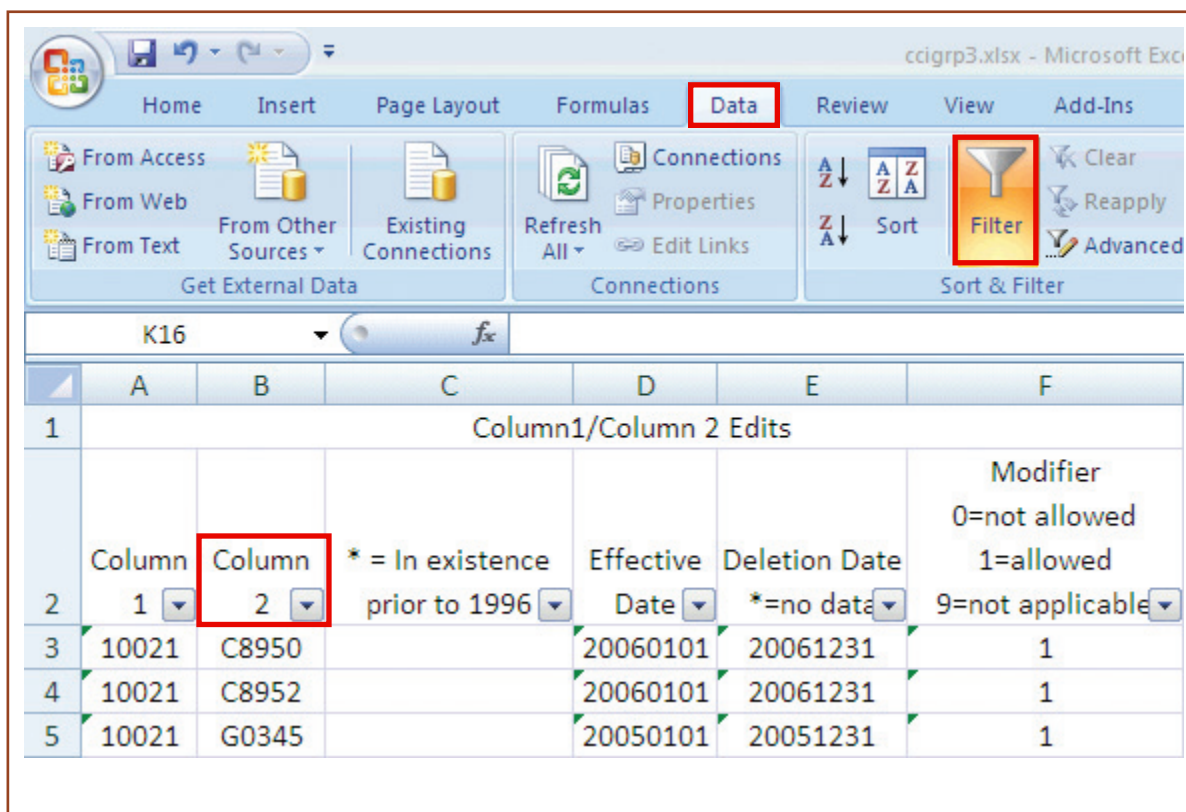 ccigrp3.xlsx - Microsoft Exc
Home Insert Page Layout Formulas Data Review View Add-Ins
From Access
From Web
From Text
From Other
Sources
Existing
Connections
Get External Data
Refresh
All
Connections
Properties
Edit Links
Connections
A
Z
Z
A
A Z
Z A
Sort
Filter
Clear
Reapply
Advanced
Sort & Filter
K16 fx
A B C D E F
1 Column1/Column 2 Edits
Modifier
0=not allowed
Column Column * = In existence Effective Deletion Date 1=allowed
2 1 2 prior to 1996 Date *=no data 9=not applicable
3 10021 C8950 20060101 20061231 1
4 10021 C8952 20060101 20061231 1
5 10021 G0345 20050101 20051231 1